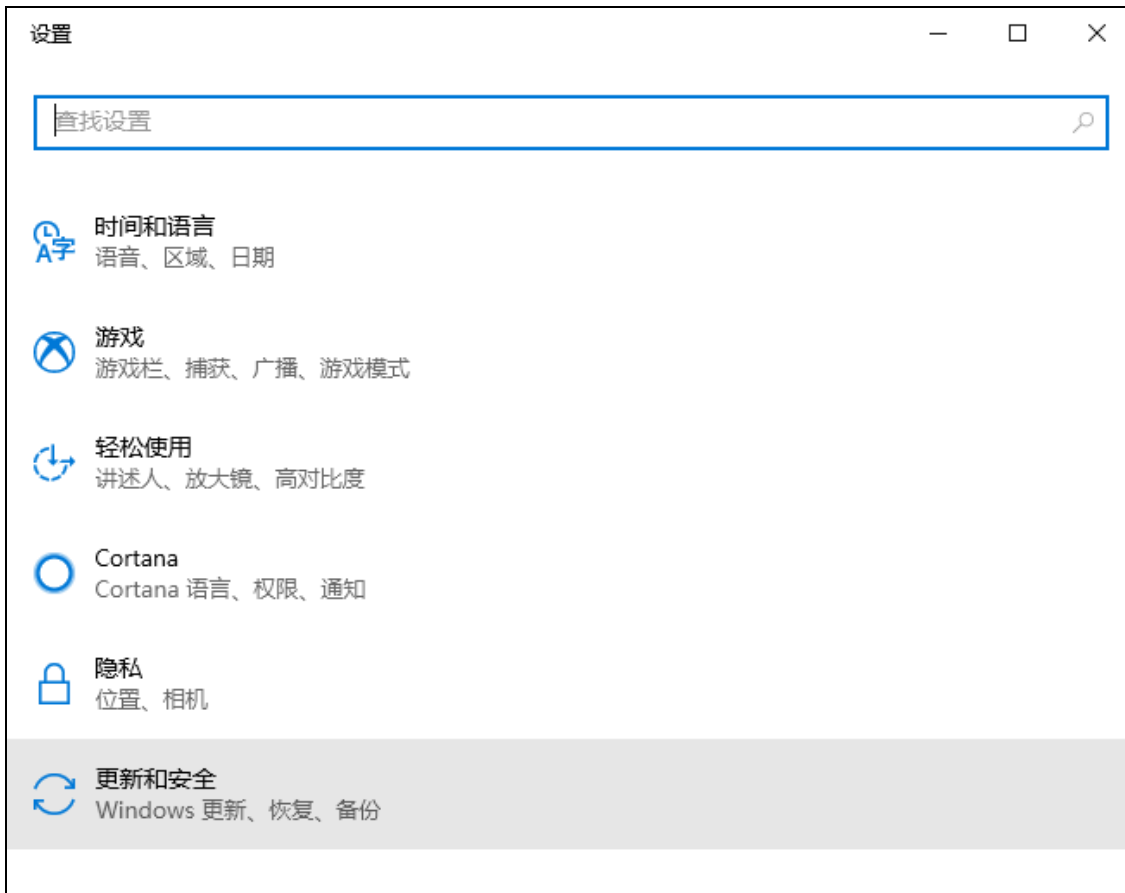 设置
查找设置
时间和语言
语音、区域、日期
游戏
游戏栏、捕获、广播、游戏模式
轻松使用
讲述人、放大镜、高对比度
Cortana
Cortana 语言、权限、通知
隐私
位置、相机
更新和安全
Windows 更新、恢复、备份